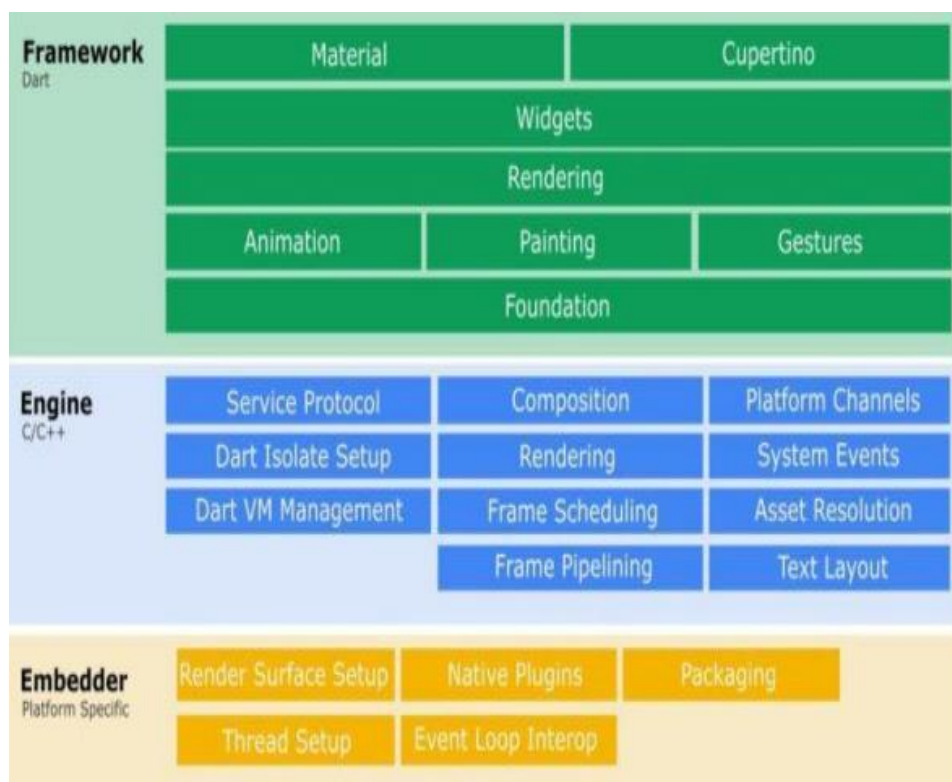 Framework
Dart
Material Cupertino
Widgets
Rendering
Animation Painting Gestures
Foundation
Engine
C/C++
Service Protocol Composition Platform Channels
Dart Isolate Setup Rendering System Events
Dart VM Management Frame Scheduling Asset Resolution
Frame Pipelining Text Layout
Embedder
Platform Specific
Render Surface Setup Native Plugins Packaging
Thread Setup Event Loop Interop